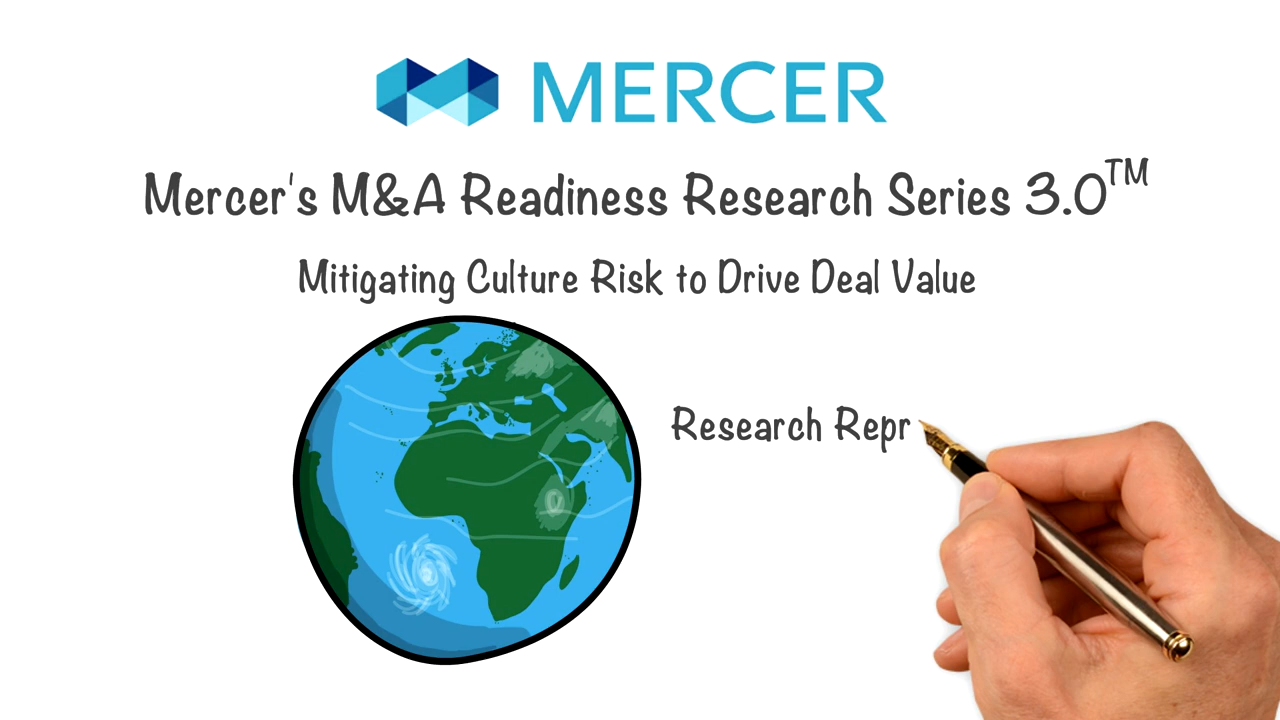 MERCER
Mercer's M&A Readiness Research Series 3.0™
Mitigating Culture Risk to Drive Deal Value
Research Repr